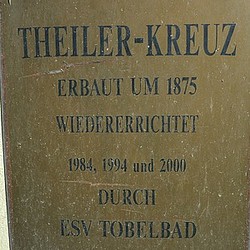 THEILER-KREUZ
ERBAUT UM 1875
WIEDERERRICHTET
1984, 1994 und 2000
DURCH
ESV TOBELBAD